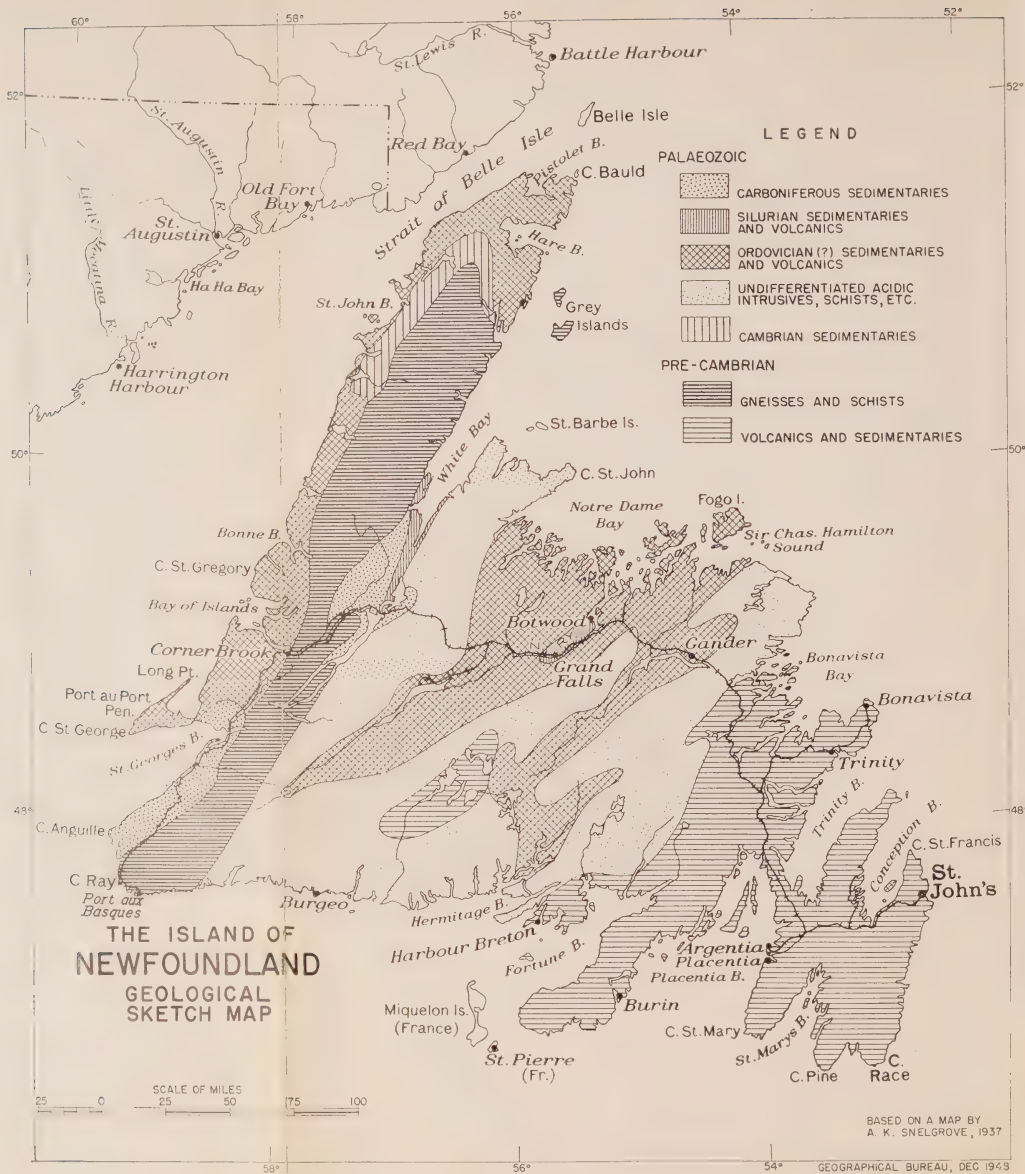 60°
58°
56°
54°
52°
St. Lewis R.
Battle Harbour
52°
52°
Belle Isle
St. Augustin R.
Red Bay
Strait of Belle Isle
Pistolet B.
C. Bauld
Old Fort
Bay
St.
Augustin
Hare B.
Ha Ha Bay
St. John B.
Grey
Islands
Harrington
Harbour
LEGEND
PALAEOZOIC
CARBONIFEROUS SEDIMENTARIES
SILURIAN SEDIMENTARIES
AND VOLCANICS
ORDOVICIAN (?) SEDIMENTARIES
AND VOLCANICS
UNDIFFERENTIATED ACIDIC
INTRUSIVES, SCHISTS, ETC.
CAMBRIAN SEDIMENTARIES
PRE-CAMBRIAN
GNEISSES AND SCHISTS
VOLCANICS AND SEDIMENTARIES
50°
50°
White Bay
St. Barbe Is.
C. St. John
Notre Dame
Bay
Fogo I.
Sir Chas. Hamilton
Sound
Bonne B.
C. St. Gregory
Bay of Islands
Corner Brook
Botwood
Grand
Falls
Gander
Bonavista
Bay
Long Pt.
Port au Port
Pen.
C St George
St. Georges B.
Bonavista
Trinity
Trinity B.
48°
48°
C. Anguille
Conception B.
C. St. Francis
St.
John's
C Ray
Port aux
Basques
Burgeo
Hermitage B.
Harbour Breton
Fortune B.
Argentia
Placentia
Placentia B.
Burin
Miquelon Is.
(France)
St. Pierre
(Fr.)
C. St. Mary
St. Marys B.
C. Pine
C.
Race
THE ISLAND OF
NEWFOUNDLAND
GEOLOGICAL
SKETCH MAP
SCALE OF MILES
25 0 25 50 75 100
BASED ON A MAP BY
A. K. SNELGROVE, 1937
58°
56°
54°
GEOGRAPHICAL BUREAU, DEC 1949